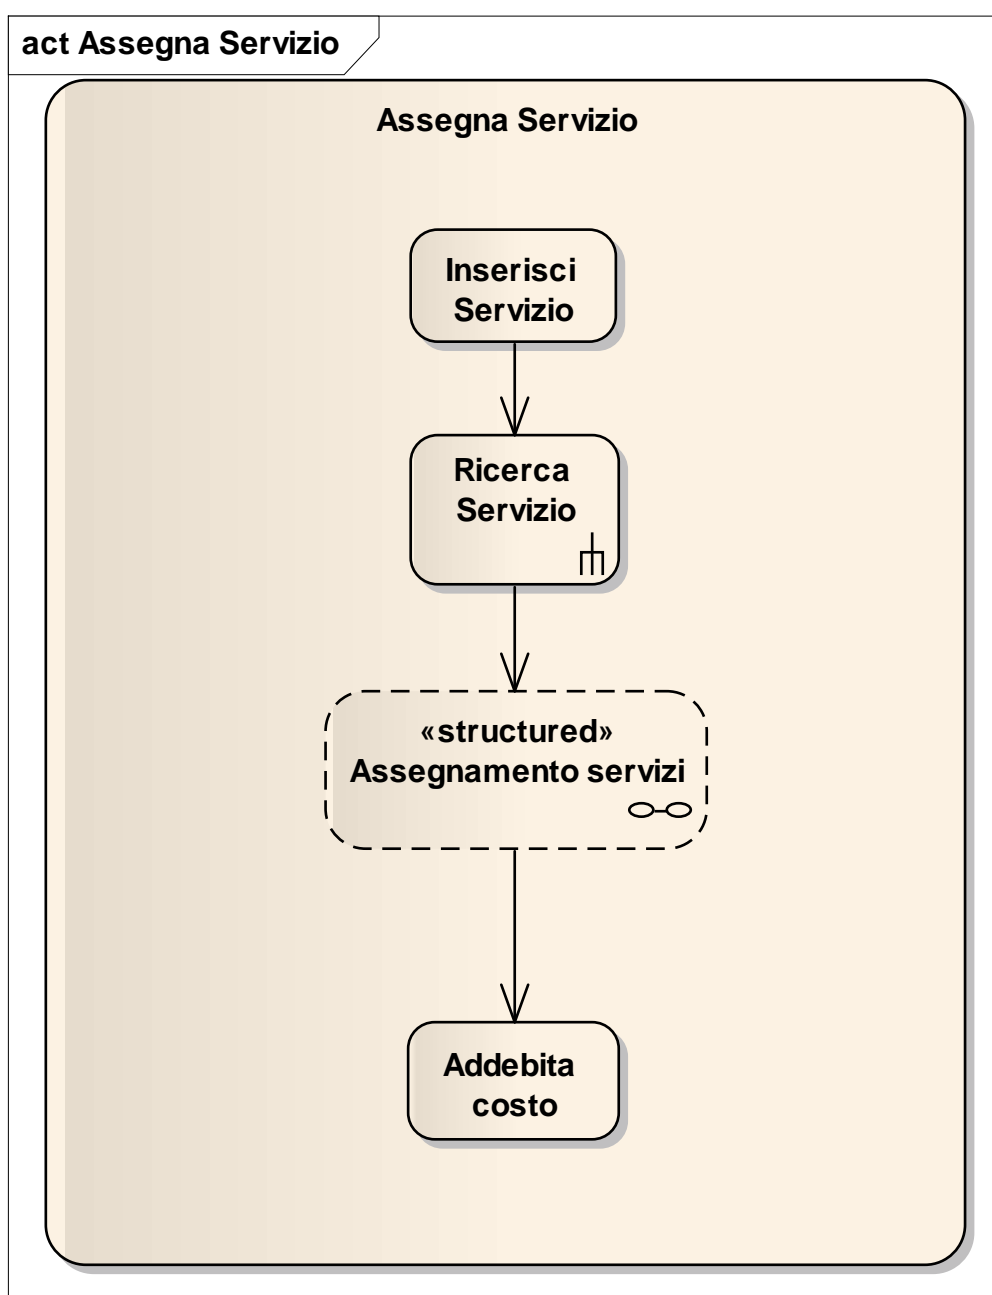 act Assegna Servizio
Assegna Servizio
Inserisci
Servizio
Ricerca
Servizio
«structured»
Assegnamento servizi
Addebita
costo